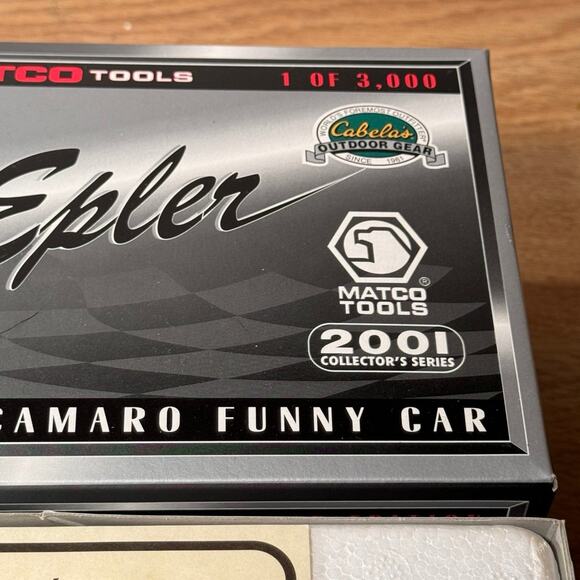 TCO TOOLS 1 OF 3,000
WORLD'S FOREMOST OUTFITTER
Cabela's
OUTDOOR GEAR
SINCE 1961
Epler
®
MATCO
TOOLS
2001
COLLECTOR'S SERIES
CAMARO FUNNY CAR